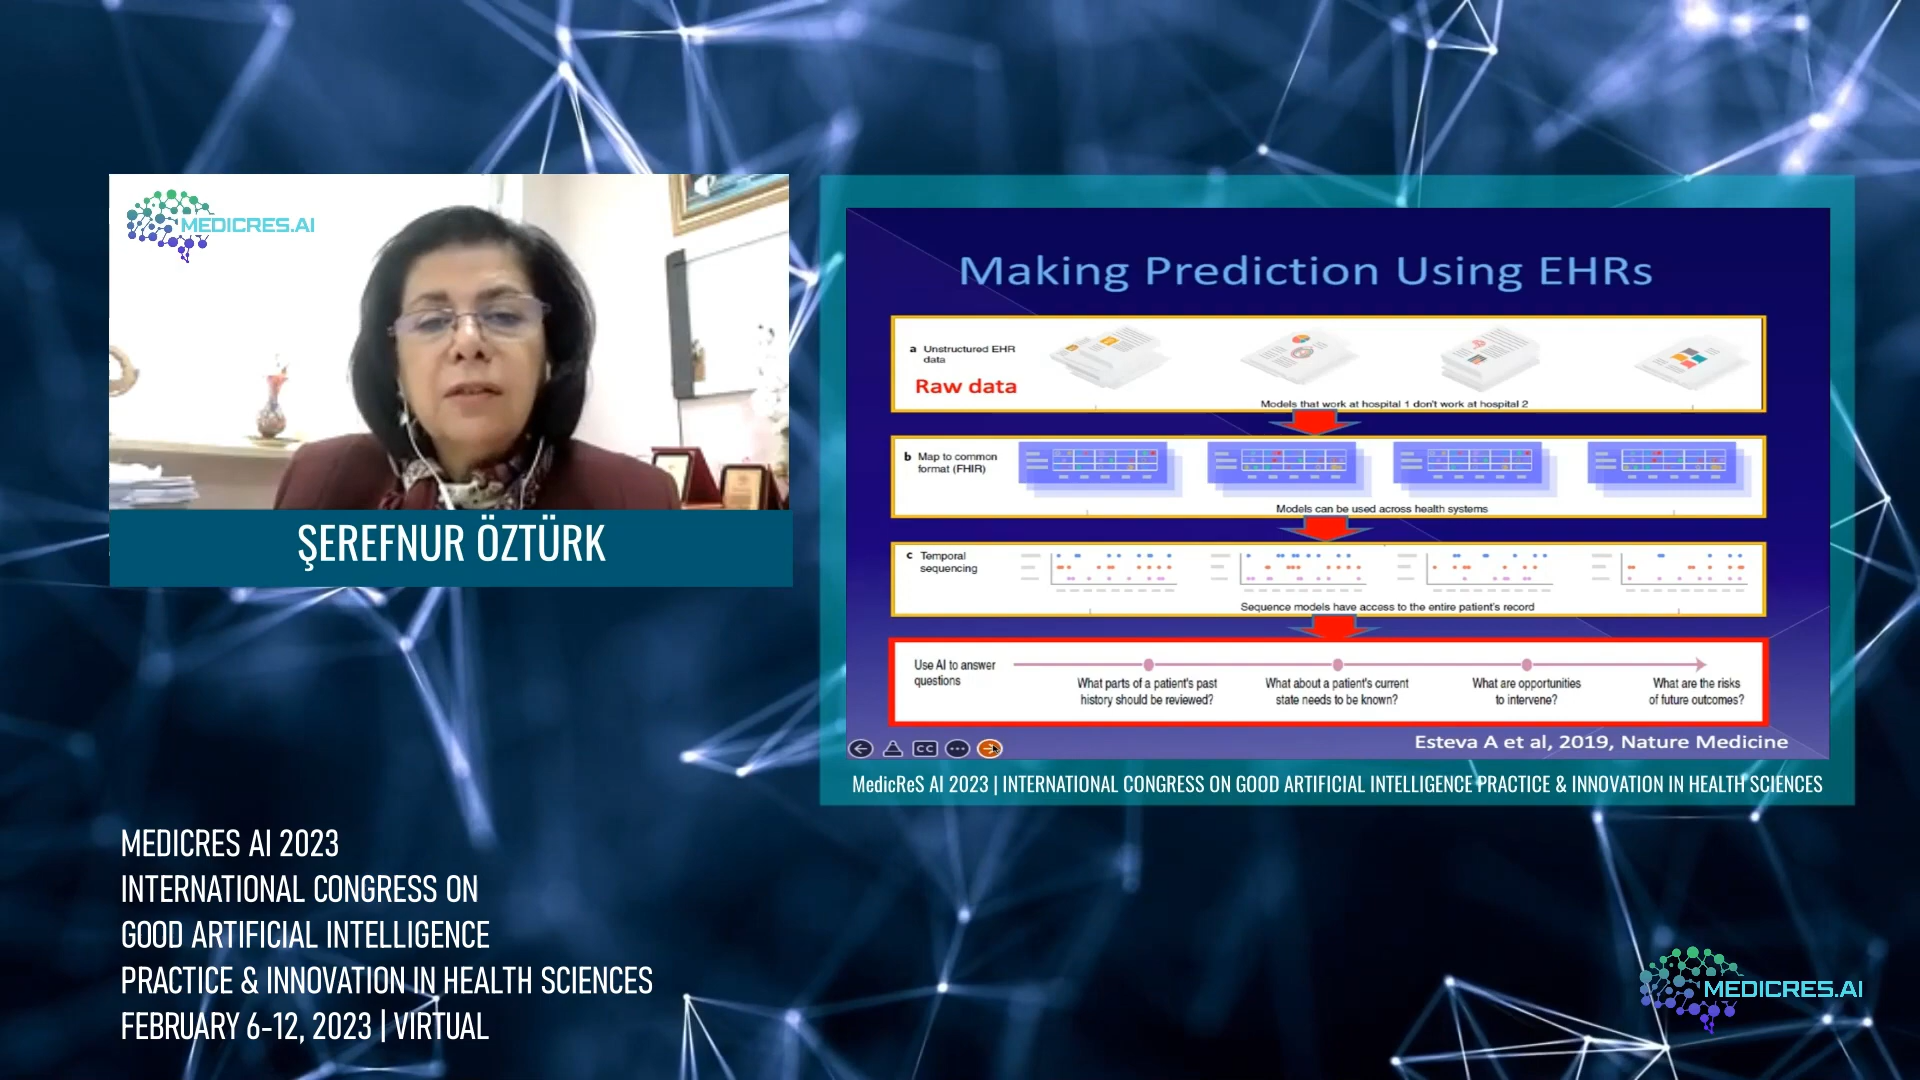 MEDICRES.AI
ŞEREFNUR ÖZTÜRK
Making Prediction Using EHRs
a Unstructured EHR
data
Raw data
Models that work at hospital 1 don't work at hospital 2
b Map to common
format (FHIR)
Models can be used across health systems
c Temporal
sequencing
Sequence models have access to the entire patient's record
Use AI to answer
questions
What parts of a patient's past
history should be reviewed?
What about a patient's current
state needs to be known?
What are opportunities
to intervene?
What are the risks
of future outcomes?
Esteva A et al, 2019, Nature Medicine
CC
MedicReS AI 2023 | INTERNATIONAL CONGRESS ON GOOD ARTIFICIAL INTELLIGENCE PRACTICE & INNOVATION IN HEALTH SCIENCES
MEDICRES AI 2023
INTERNATIONAL CONGRESS ON
GOOD ARTIFICIAL INTELLIGENCE
PRACTICE & INNOVATION IN HEALTH SCIENCES
FEBRUARY 6-12, 2023 | VIRTUAL
MEDICRES.AI